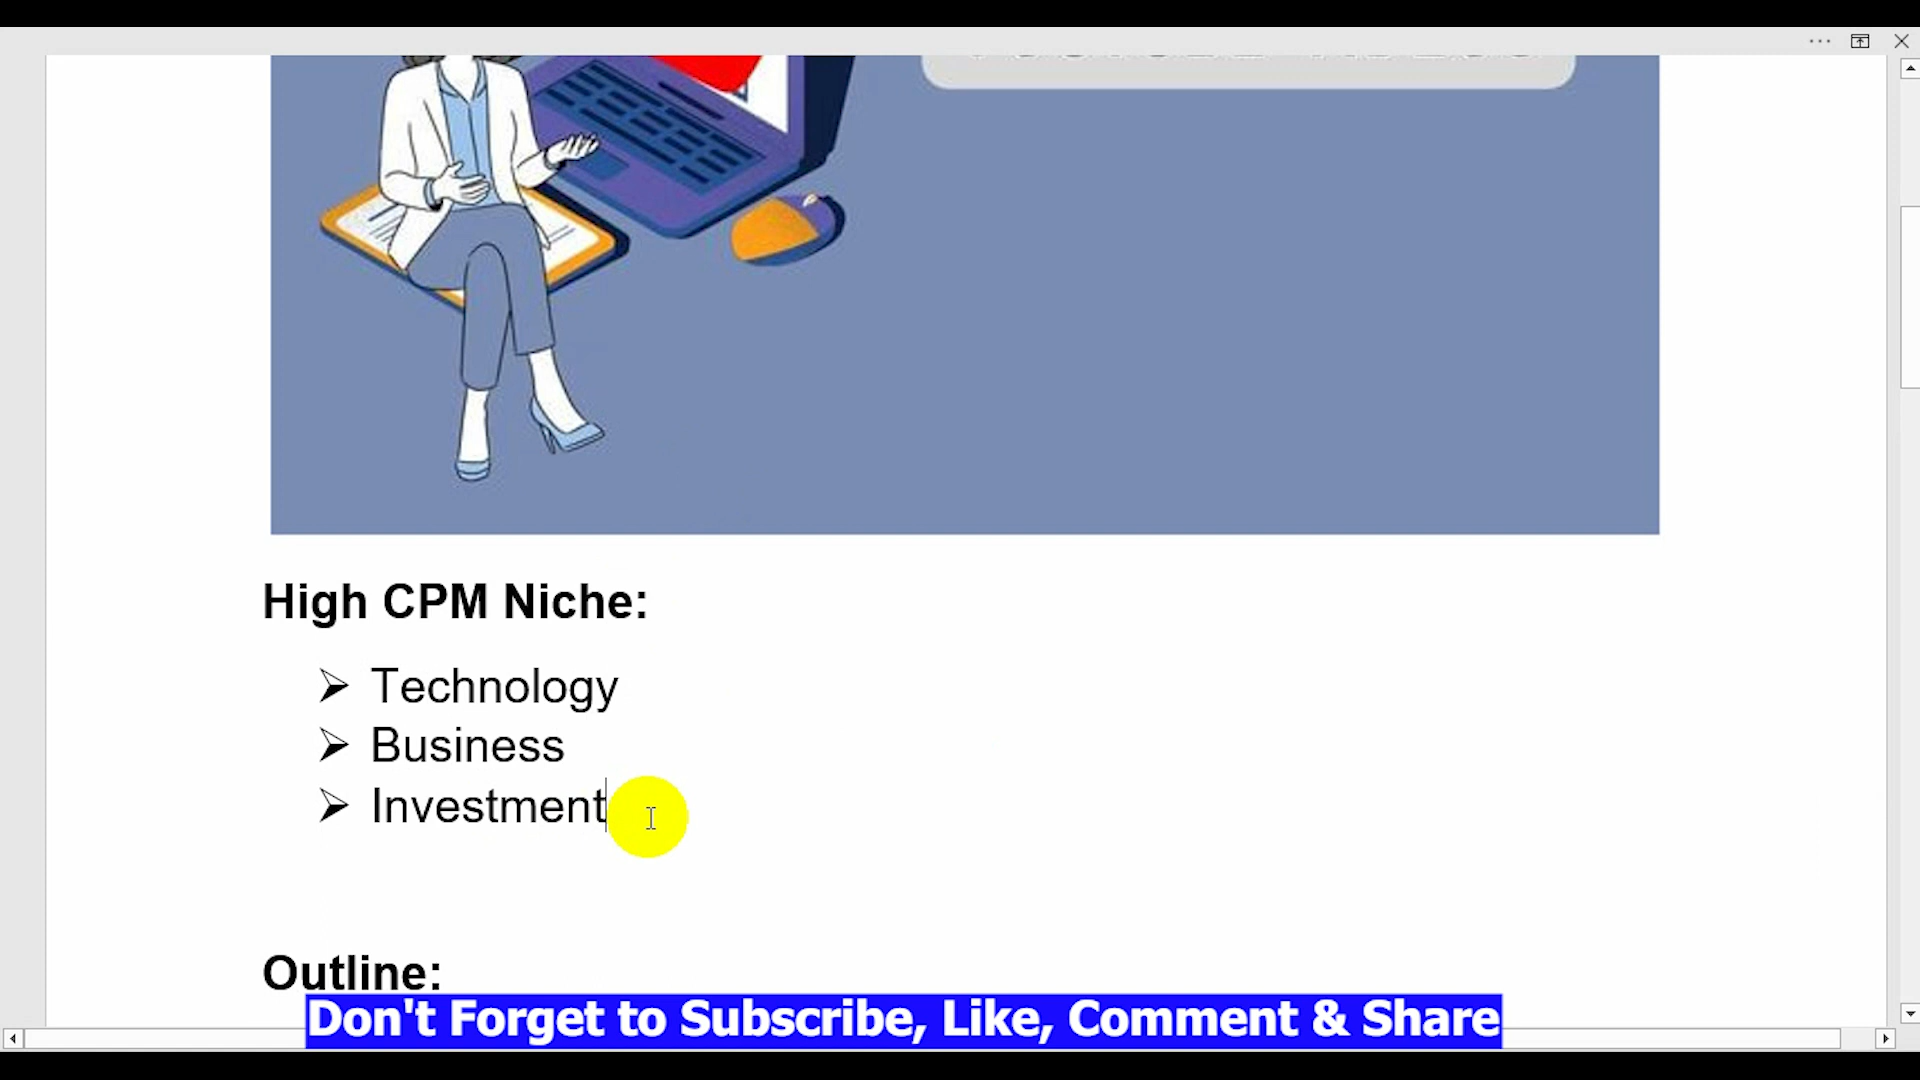 High CPM Niche:
➢ Technology
➢ Business
➢ Investment
Outline:
Don't Forget to Subscribe, Like, Comment & Share